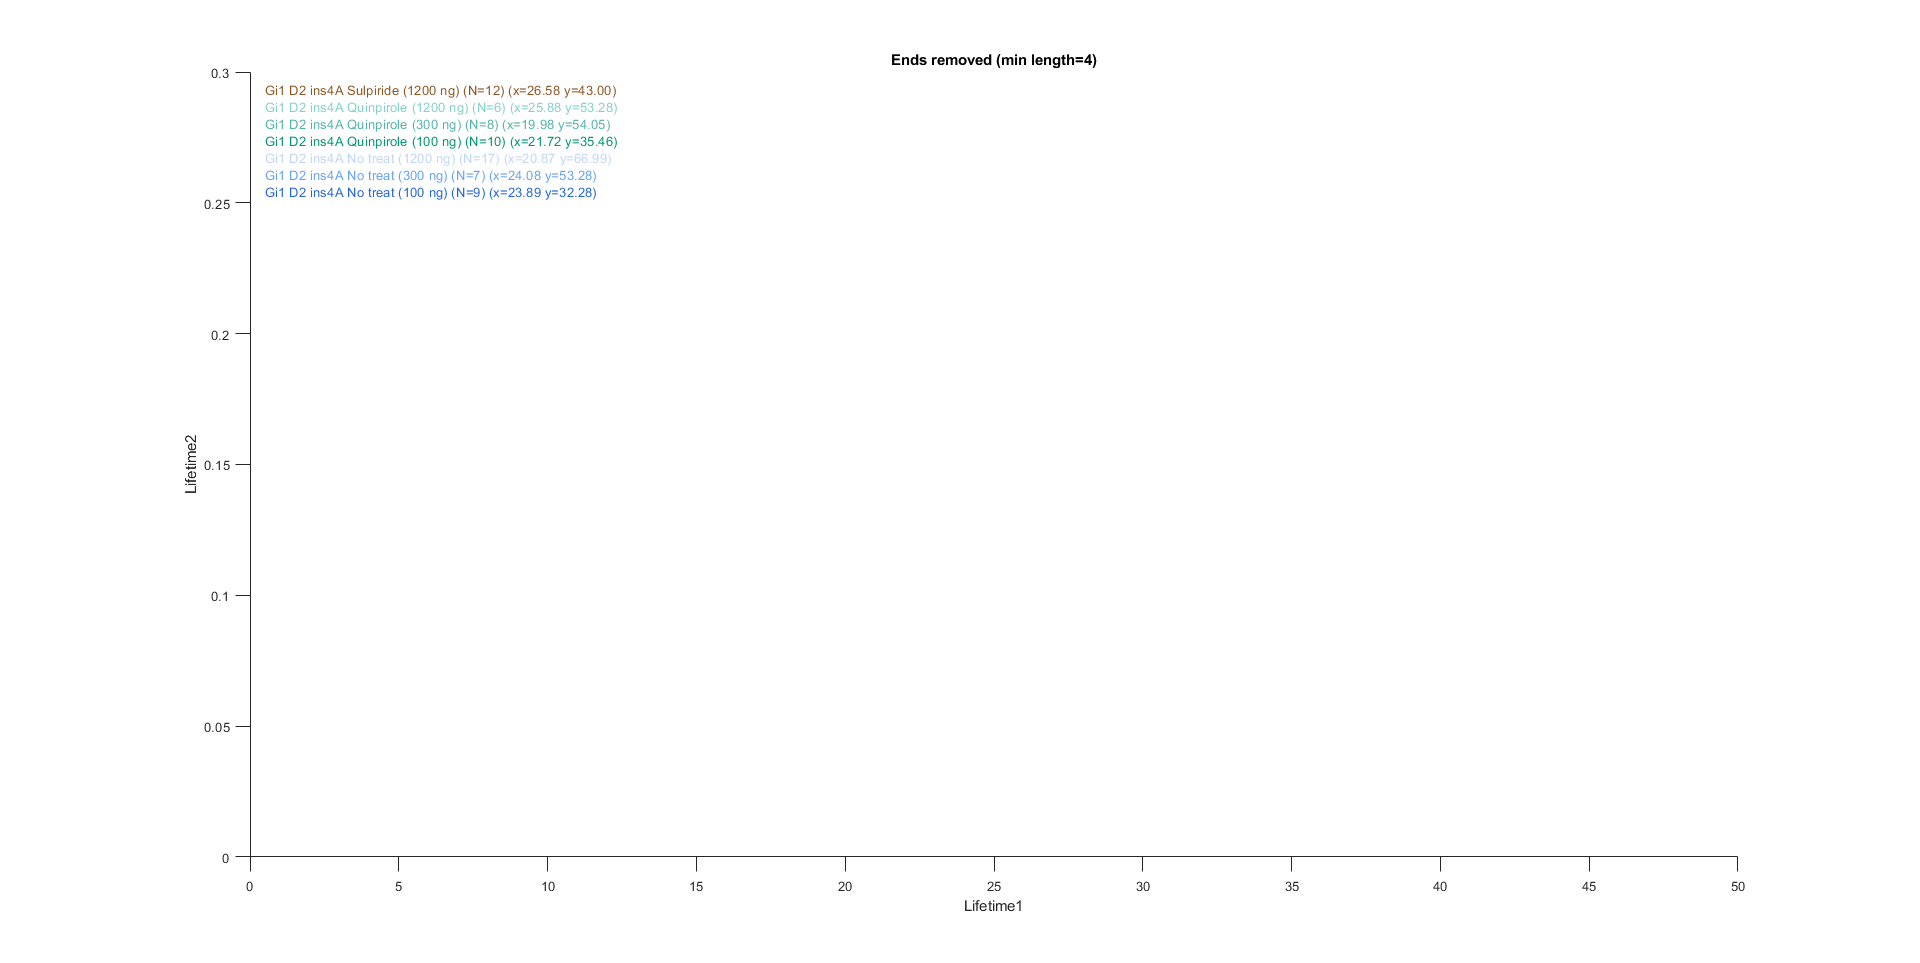 Ends removed (min length=4)
Gi1 D2 ins4A Sulpiride (1200 ng) (N=12) (x=26.58 y=43.00)
Gi1 D2 ins4A Quinpirole (1200 ng) (N=6) (x=25.88 y=53.28)
Gi1 D2 ins4A Quinpirole (300 ng) (N=8) (x=19.98 y=54.05)
Gi1 D2 ins4A Quinpirole (100 ng) (N=10) (x=21.72 y=35.46)
Gi1 D2 ins4A No treat (1200 ng) (N=17) (x=20.87 y=66.99)
Gi1 D2 ins4A No treat (300 ng) (N=7) (x=24.08 y=53.28)
Gi1 D2 ins4A No treat (100 ng) (N=9) (x=23.89 y=32.28)
0.3
0.25
0.2
0.15
0.1
0.05
0
Lifetime2
0 5 10 15 20 25 30 35 40 45 50
Lifetime1